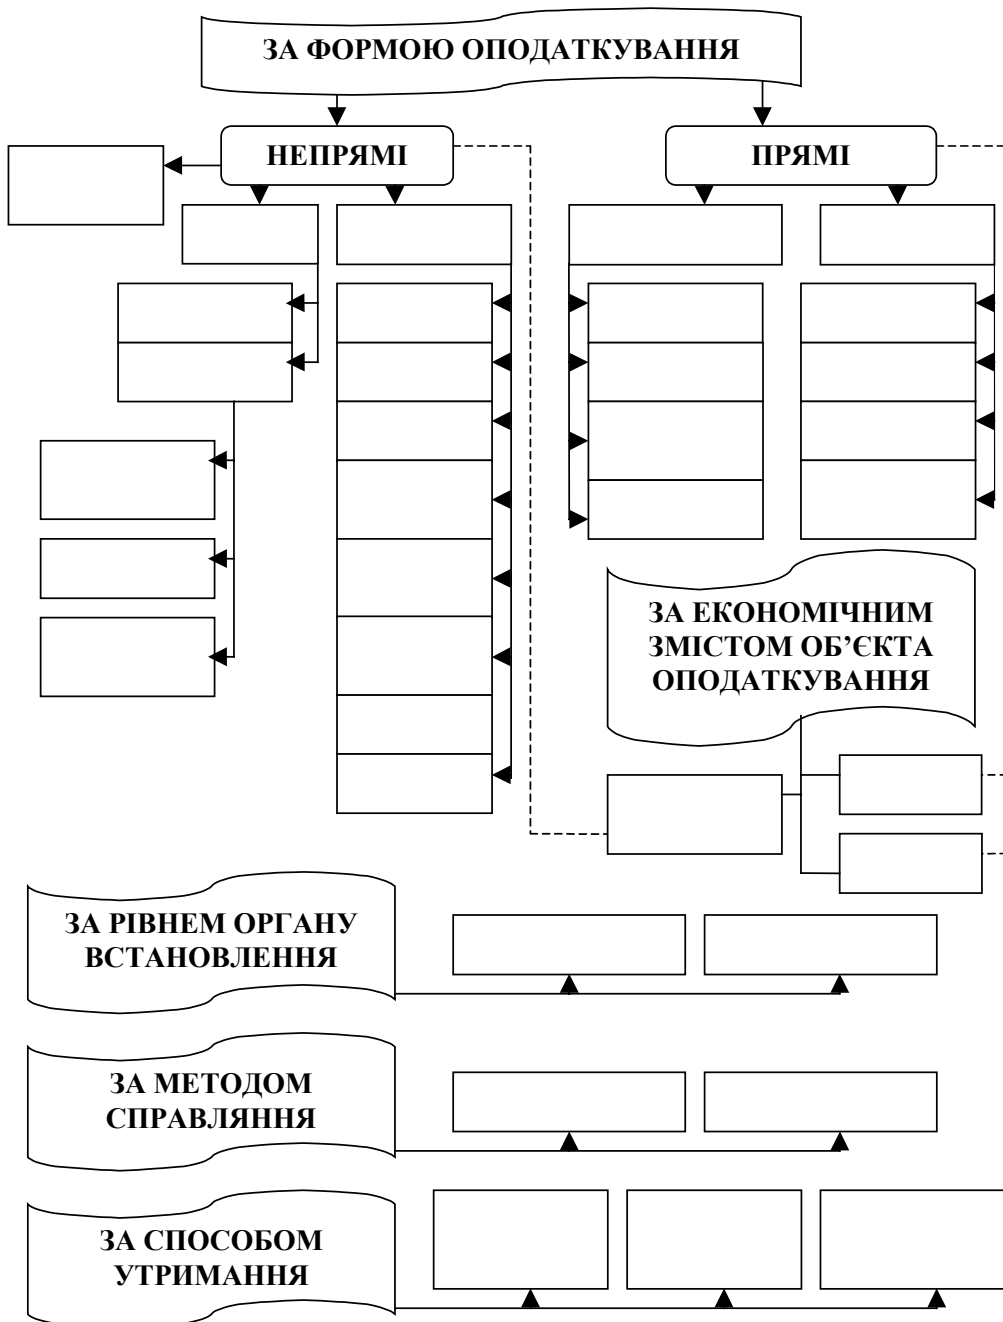 ЗА ФОРМОЮ ОПОДАТКУВАННЯ
НЕПРЯМІ
ПРЯМІ
ЗА ЕКОНОМІЧНИМ
ЗМІСТОМ ОБ’ЄКТА
ОПОДАТКУВАННЯ
ЗА РІВНЕМ ОРГАНУ
ВСТАНОВЛЕННЯ
ЗА МЕТОДОМ
СПРАВЛЯННЯ
ЗА СПОСОБОМ
УТРИМАННЯ